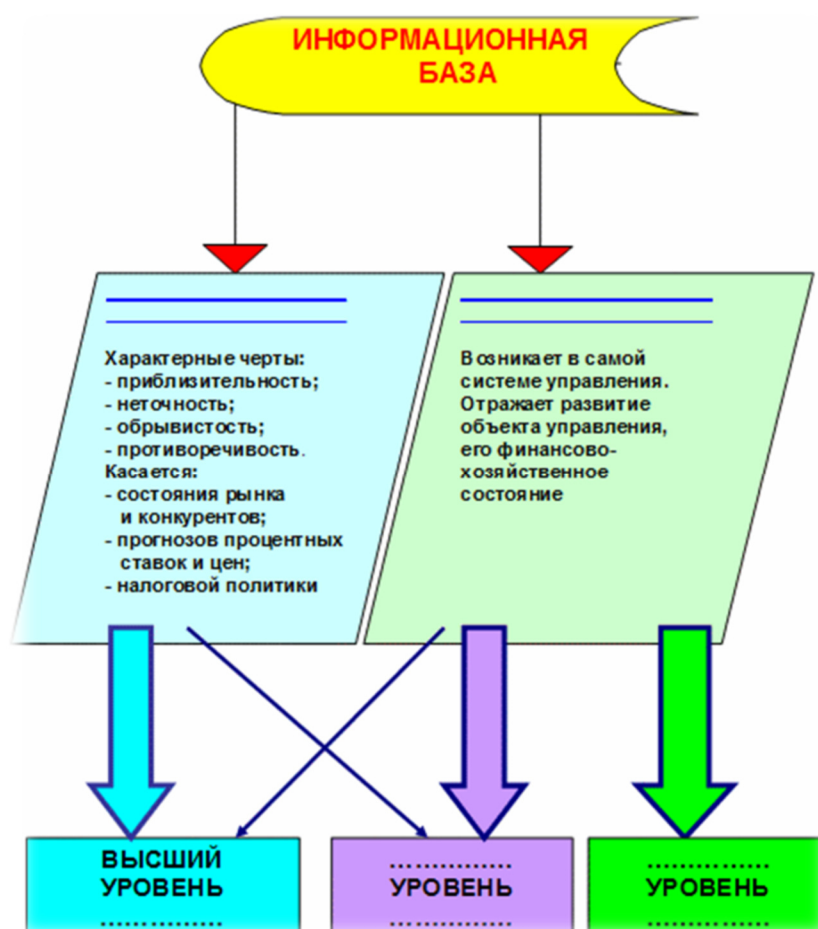 ИНФОРМАЦИОННАЯ
БАЗА
Характерные черты:
- приблизительность;
- неточность;
- обрывистость;
- противоречивость.
Касается:
- состояния рынка
и конкурентов;
- прогнозов процентных
ставок и цен;
- налоговой политики
Возникает в самой
системе управления.
Отражает развитие
объекта управления,
его финансово-
хозяйственное
состояние
ВЫСШИЙ
УРОВЕНЬ
...............
...............
УРОВЕНЬ
...............
...............
УРОВЕНЬ
...............